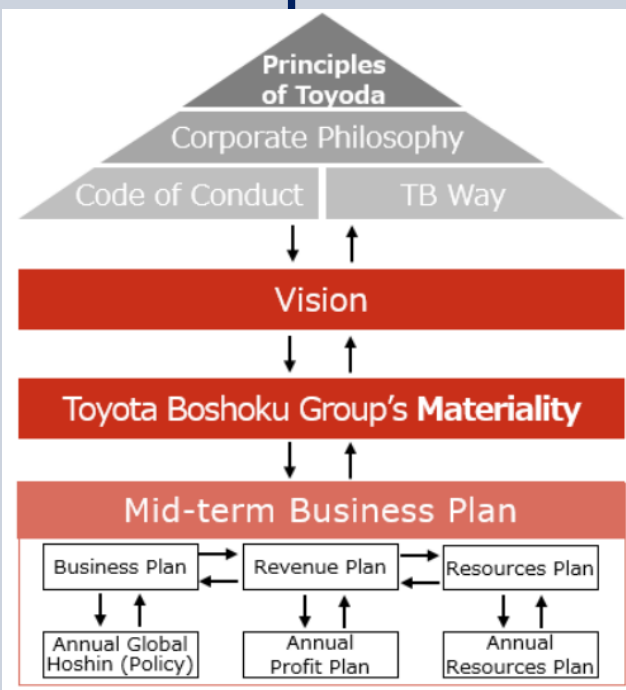 Principles
of Toyoda
Corporate Philosophy
Code of Conduct
TB Way
Vision
Toyota Boshoku Group's Materiality
Mid-term Business Plan
Business Plan
Revenue Plan
Resources Plan
Annual Global
Hoshin (Policy)
Annual
Profit Plan
Annual
Resources Plan